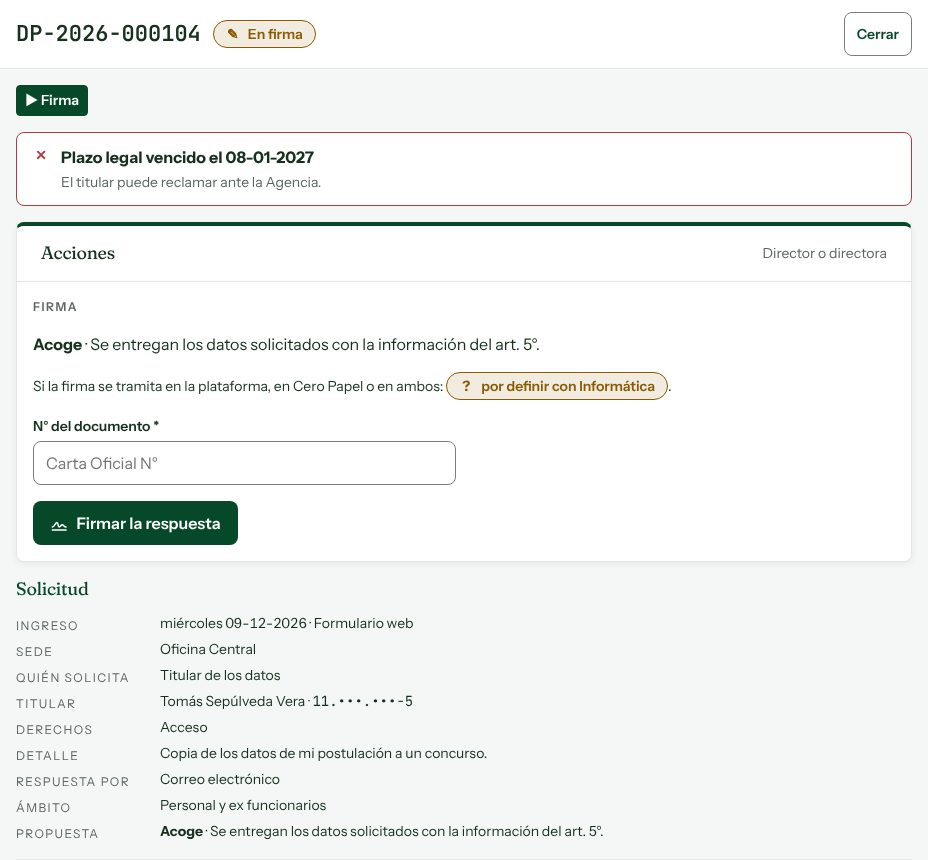 DP-2026-000104 ✎ En firma Cerrar
▶ Firma
✕ Plazo legal vencido el 08-01-2027
El titular puede reclamar ante la Agencia.
Acciones Director o directora
FIRMA
Acoge · Se entregan los datos solicitados con la información del art. 5°.
Si la firma se tramita en la plataforma, en Cero Papel o en ambos: ? por definir con Informática.
N° del documento *
Carta Oficial N°
Firmar la respuesta
Solicitud
INGRESO miércoles 09-12-2026 · Formulario web
SEDE Oficina Central
QUIÉN SOLICITA Titular de los datos
TITULAR Tomás Sepúlveda Vera · 11.•••.•••-5
DERECHOS Acceso
DETALLE Copia de los datos de mi postulación a un concurso.
RESPUESTA POR Correo electrónico
ÁMBITO Personal y ex funcionarios
PROPUESTA Acoge · Se entregan los datos solicitados con la información del art. 5°.